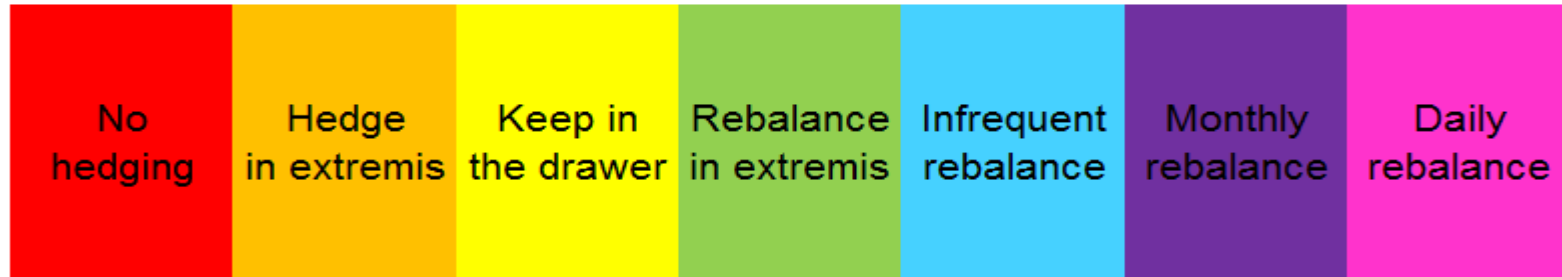 No
hedging
Hedge
in extremis
Keep in
the drawer
Rebalance
in extremis
Infrequent
rebalance
Monthly
rebalance
Daily
rebalance